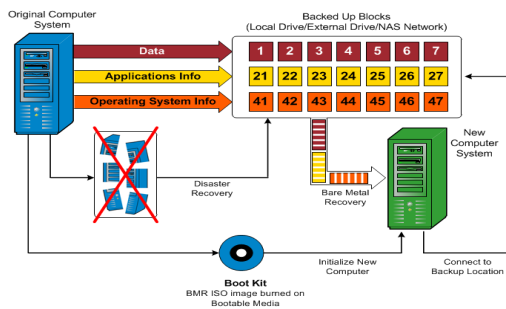 Original Computer
System
Backed Up Blocks
(Local Drive/External Drive/NAS Network)
Data
1 2 3 4 5 6 7
Applications Info
21 22 23 24 25 26 27
Operating System Info
41 42 43 44 45 46 47
New
Computer
System
Disaster
Recovery
Bare Metal
Recovery
Initialize New
Computer
Connect to
Backup Location
Boot Kit
BMR ISO image burned on
Bootable Media